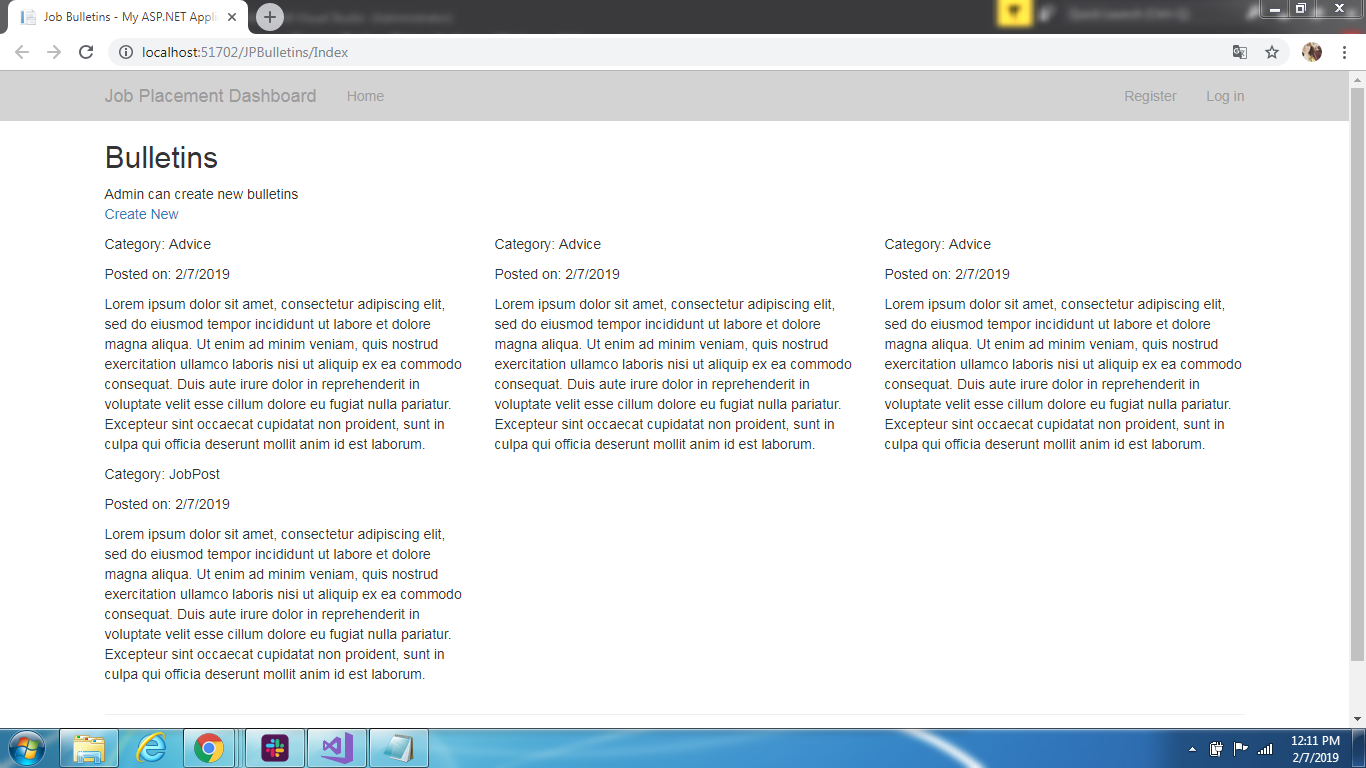 Job Bulletins - My ASP.NET Appli
Quick Launch (Ctrl+Q)
localhost:51702/JPBulletins/Index
Job Placement Dashboard Home Register Log in
Bulletins
Admin can create new bulletins
Create New
Category: Advice
Posted on: 2/7/2019
Lorem ipsum dolor sit amet, consectetur adipiscing elit,
sed do eiusmod tempor incididunt ut labore et dolore
magna aliqua. Ut enim ad minim veniam, quis nostrud
exercitation ullamco laboris nisi ut aliquip ex ea commodo
consequat. Duis aute irure dolor in reprehenderit in
voluptate velit esse cillum dolore eu fugiat nulla pariatur.
Excepteur sint occaecat cupidatat non proident, sunt in
culpa qui officia deserunt mollit anim id est laborum.
Category: Advice
Posted on: 2/7/2019
Lorem ipsum dolor sit amet, consectetur adipiscing elit,
sed do eiusmod tempor incididunt ut labore et dolore
magna aliqua. Ut enim ad minim veniam, quis nostrud
exercitation ullamco laboris nisi ut aliquip ex ea commodo
consequat. Duis aute irure dolor in reprehenderit in
voluptate velit esse cillum dolore eu fugiat nulla pariatur.
Excepteur sint occaecat cupidatat non proident, sunt in
culpa qui officia deserunt mollit anim id est laborum.
Category: Advice
Posted on: 2/7/2019
Lorem ipsum dolor sit amet, consectetur adipiscing elit,
sed do eiusmod tempor incididunt ut labore et dolore
magna aliqua. Ut enim ad minim veniam, quis nostrud
exercitation ullamco laboris nisi ut aliquip ex ea commodo
consequat. Duis aute irure dolor in reprehenderit in
voluptate velit esse cillum dolore eu fugiat nulla pariatur.
Excepteur sint occaecat cupidatat non proident, sunt in
culpa qui officia deserunt mollit anim id est laborum.
Category: JobPost
Posted on: 2/7/2019
Lorem ipsum dolor sit amet, consectetur adipiscing elit,
sed do eiusmod tempor incididunt ut labore et dolore
magna aliqua. Ut enim ad minim veniam, quis nostrud
exercitation ullamco laboris nisi ut aliquip ex ea commodo
consequat. Duis aute irure dolor in reprehenderit in
voluptate velit esse cillum dolore eu fugiat nulla pariatur.
Excepteur sint occaecat cupidatat non proident, sunt in
culpa qui officia deserunt mollit anim id est laborum.
12:11 PM
2/7/2019